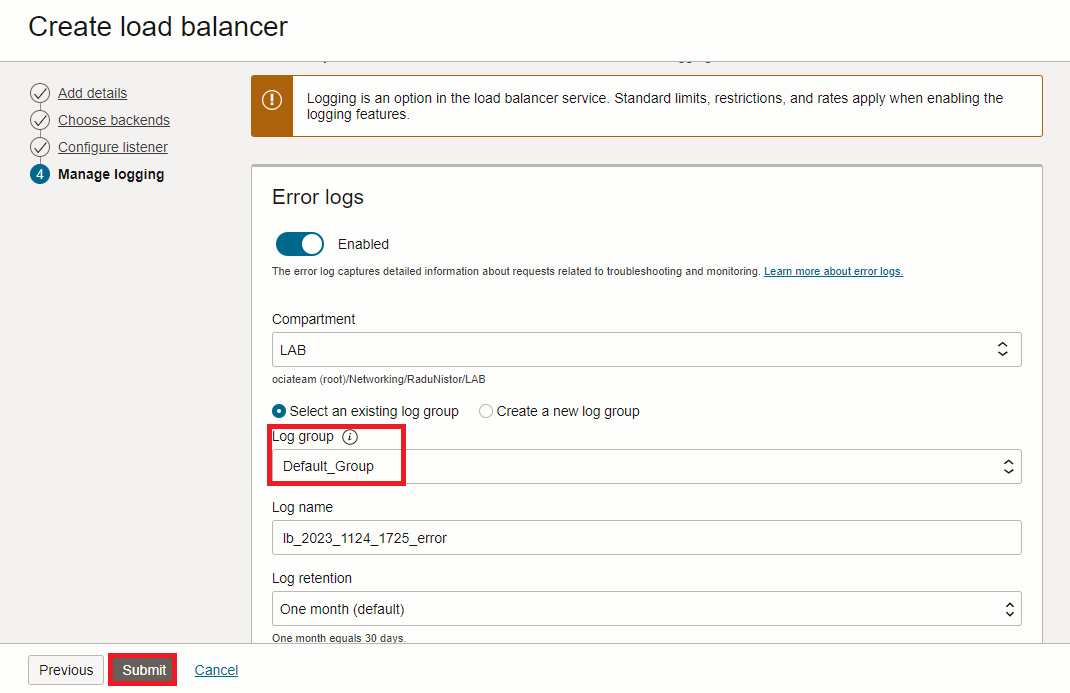 Create load balancer
Add details
Choose backends
Configure listener
4 Manage logging
Logging is an option in the load balancer service. Standard limits, restrictions, and rates apply when enabling the
logging features.
Error logs
Enabled
The error log captures detailed information about requests related to troubleshooting and monitoring. Learn more about error logs.
Compartment
LAB
ociateam (root)/Networking/RaduNistor/LAB
Select an existing log group Create a new log group
Log group
Default_Group
Log name
lb_2023_1124_1725_error
Log retention
One month (default)
One month equals 30 days.
Previous Submit Cancel